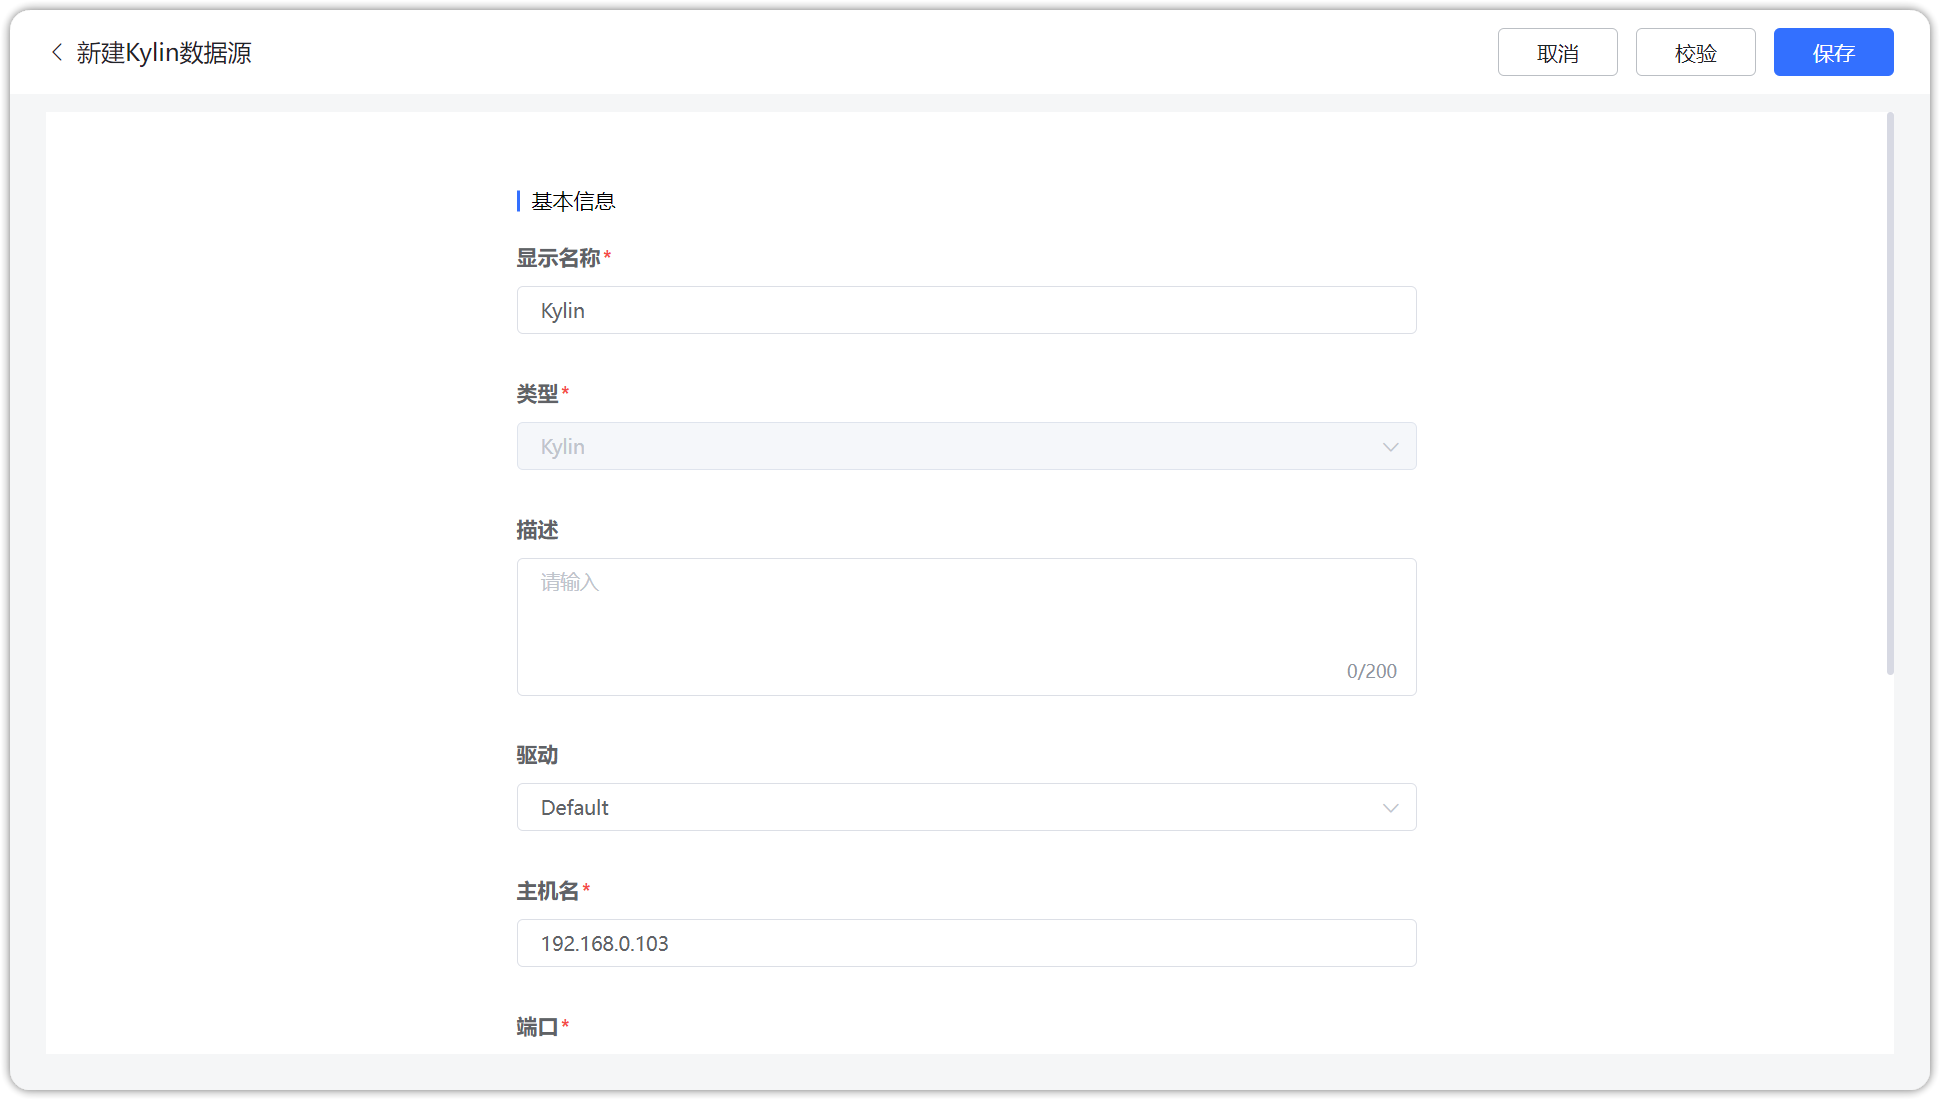 新建Kylin数据源
取消 校验 保存
基本信息
显示名称*
Kylin
类型*
Kylin
描述
请输入
0/200
驱动
Default
主机名*
192.168.0.103
端口*